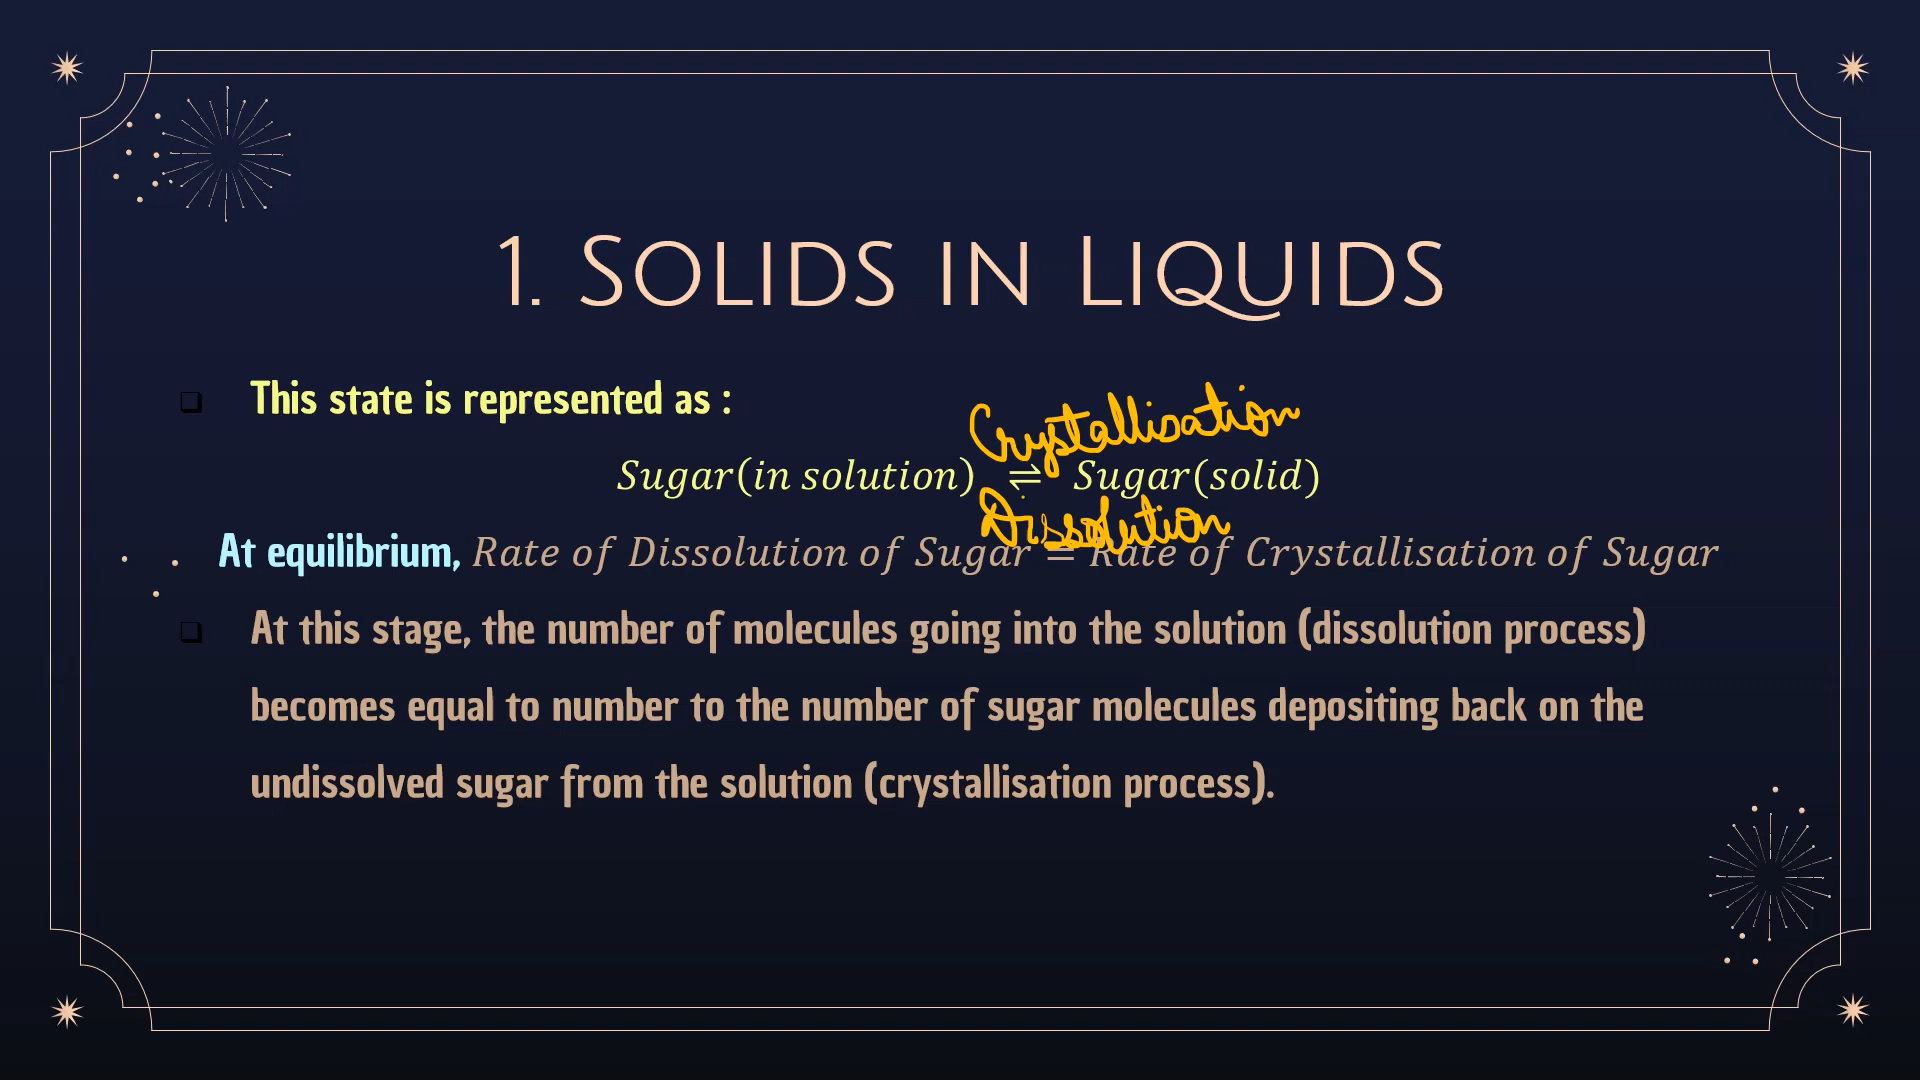 1. Solids in Liquids
❑ This state is represented as :
Crystallisation
Sugar(in solution) ⇌ Sugar(solid)
Dissolution
At equilibrium, Rate of Dissolution of Sugar = Rate of Crystallisation of Sugar
❑ At this stage, the number of molecules going into the solution (dissolution process)
becomes equal to number to the number of sugar molecules depositing back on the
undissolved sugar from the solution (crystallisation process).